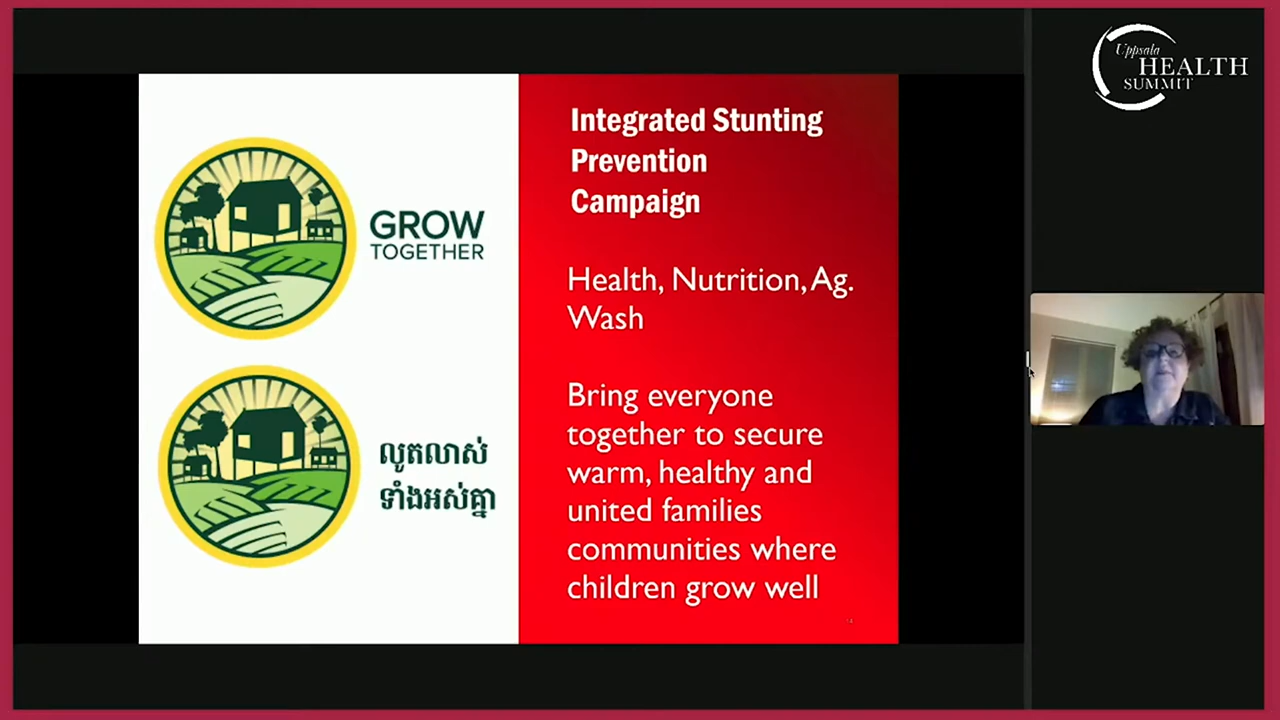 GROW
TOGETHER
លូតលាស់
ទាំងអស់គ្នា
Integrated Stunting
Prevention
Campaign
Health, Nutrition, Ag.
Wash
Bring everyone
together to secure
warm, healthy and
united families
communities where
children grow well
14
Uppsala
HEALTH
SUMMIT